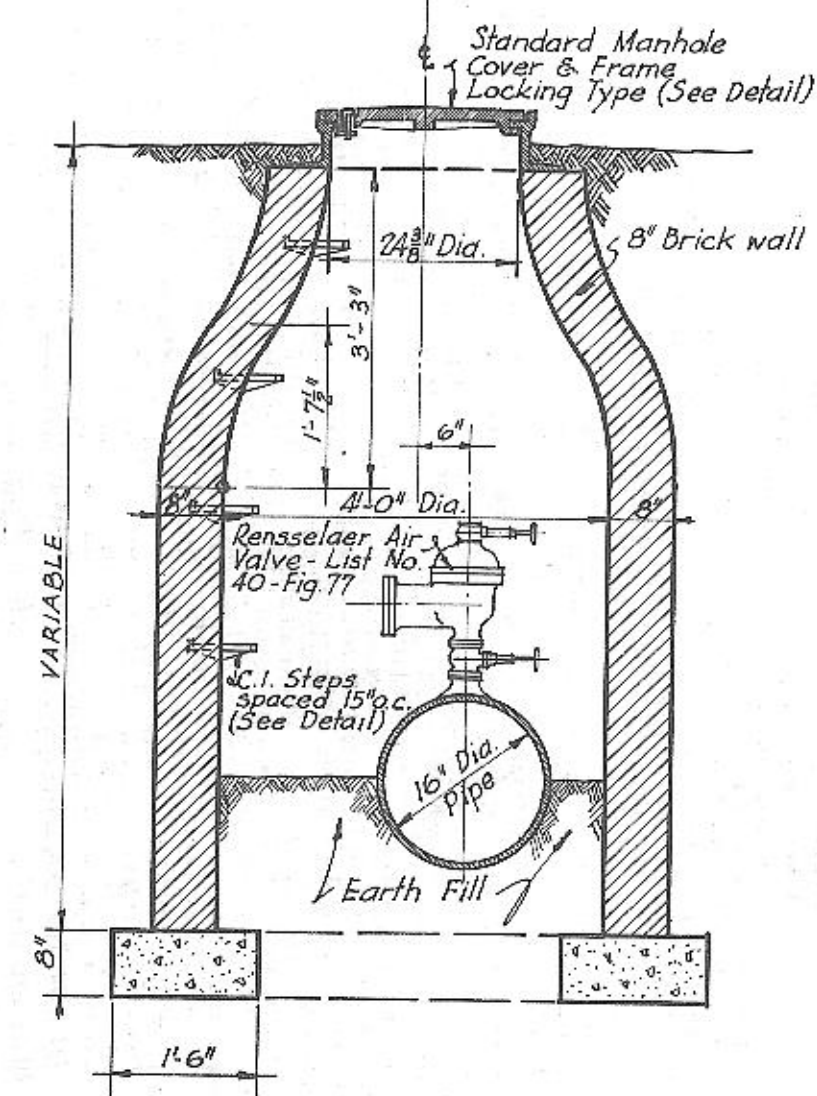 ℄
Standard Manhole
Cover & Frame
Locking Type (See Detail)
24 3/8" Dia.
8" Brick wall
3'-3"
1'-7 1/2"
6"
8"
4'-0" Dia.
8"
Rensselaer Air
Valve - List No.
40 - Fig. 77
VARIABLE
C.I. Steps
spaced 15" o.c.
(See Detail)
16" Dia.
Pipe
Earth Fill
8"
1'-6"